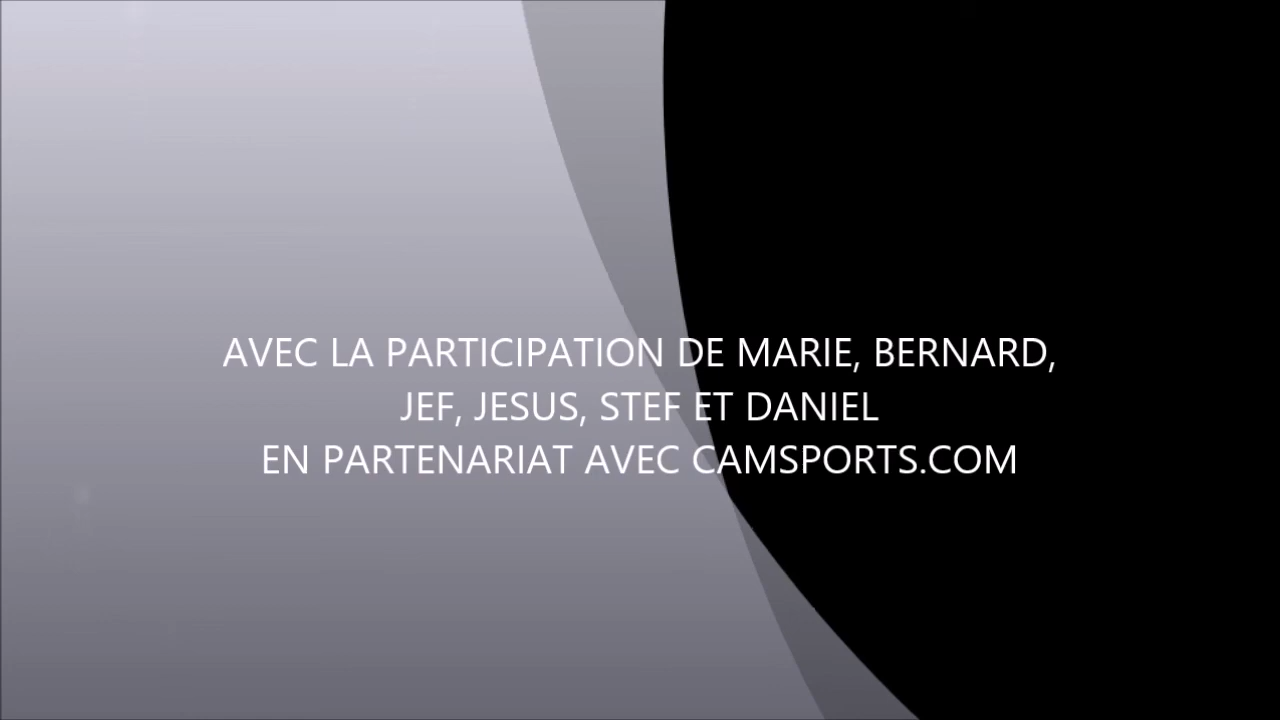 AVEC LA PARTICIPATION DE MARIE, BERNARD,
JEF, JESUS, STEF ET DANIEL
EN PARTENARIAT AVEC CAMSPORTS.COM